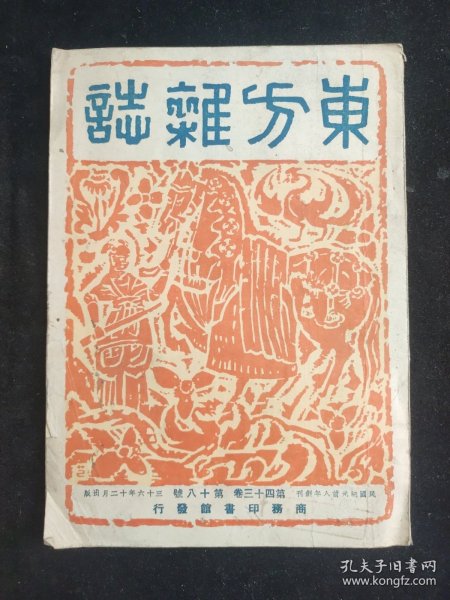 東方雜誌
民國紀元前八年創刊 第四十三卷 第十八號 三十六年十二月出版
商務印書館發行
孔夫子旧书网
www.kongfz.com